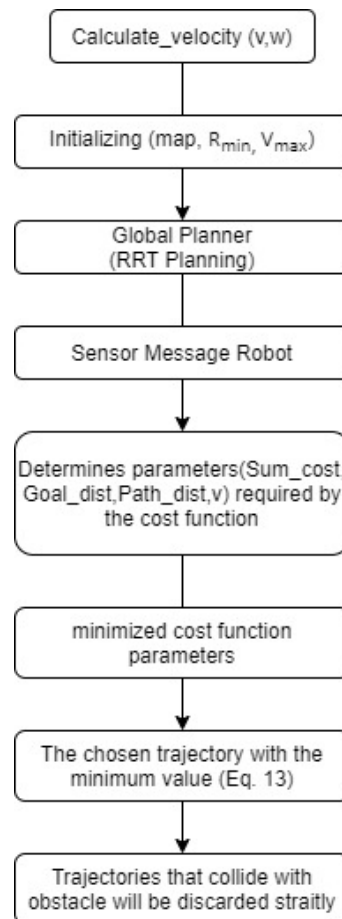 Calculate_velocity (v,w)
Initializing (map, Rmin, Vmax)
Global Planner
(RRT Planning)
Sensor Message Robot
Determines parameters(Sum_cost,
Goal_dist,Path_dist,v) required by
the cost function
minimized cost function
parameters
The chosen trajectory with the
minimum value (Eq. 13)
Trajectories that collide with
obstacle will be discarded straitly